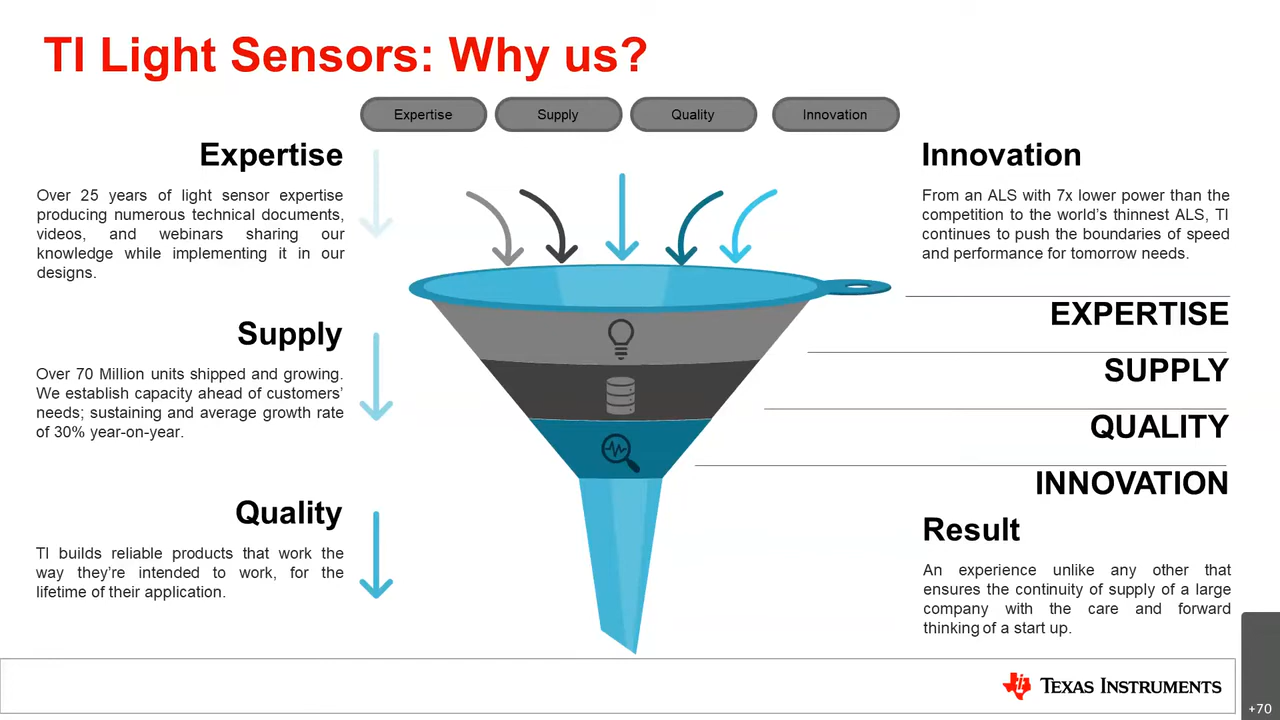 TI Light Sensors: Why us?
Expertise
Supply
Quality
Innovation
Expertise
Over 25 years of light sensor expertise
producing numerous technical documents,
videos, and webinars sharing our
knowledge while implementing it in our
designs.
Supply
Over 70 Million units shipped and growing.
We establish capacity ahead of customers’
needs; sustaining and average growth rate
of 30% year-on-year.
Quality
TI builds reliable products that work the
way they’re intended to work, for the
lifetime of their application.
Innovation
From an ALS with 7x lower power than the
competition to the world’s thinnest ALS, TI
continues to push the boundaries of speed
and performance for tomorrow needs.
EXPERTISE
SUPPLY
QUALITY
INNOVATION
Result
An experience unlike any other that
ensures the continuity of supply of a large
company with the care and forward
thinking of a start up.
TEXAS INSTRUMENTS
+70